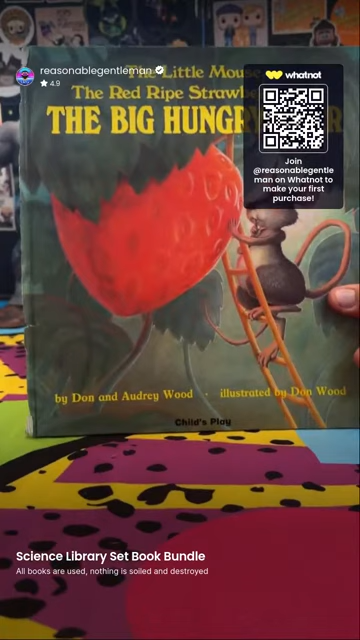 reasonablegentleman
4.9
whatnot
Join
@reasonablegentle
man on Whatnot to
make your first
purchase!
The Little Mouse
The Red Ripe Strawbe
THE BIG HUNGRY
by Don and Audrey Wood · illustrated by Don Wood
Child's Play
Science Library Set Book Bundle
All books are used, nothing is soiled and destroyed